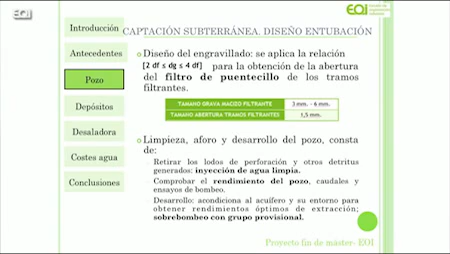 EOI
EOI
Introducción
CAPTACIÓN SUBTERRÁNEA. DISEÑO ENTUBACIÓN
Antecedentes
Pozo
Depósitos
Desaladora
Costes agua
Conclusiones
Diseño del engravillado: se aplica la relación
[2 df ≤ dg ≤ 4 df] para la obtención de la abertura
del filtro de puentecillo de los tramos
filtrantes.
TAMAÑO GRAVA MACIZO FILTRANTE 3 mm. – 6 mm.
TAMAÑO ABERTURA TRAMOS FILTRANTES 1,5 mm.
Limpieza, aforo y desarrollo del pozo, consta
de:
- Retirar los lodos de perforación y otros detritus
generados: inyección de agua limpia.
- Comprobar el rendimiento del pozo, caudales y
ensayos de bombeo.
- Desarrollo: acondiciona al acuífero y su entorno para
obtener rendimientos óptimos de extracción;
sobrebombeo con grupo provisional.
Proyecto fin de máster- EOI